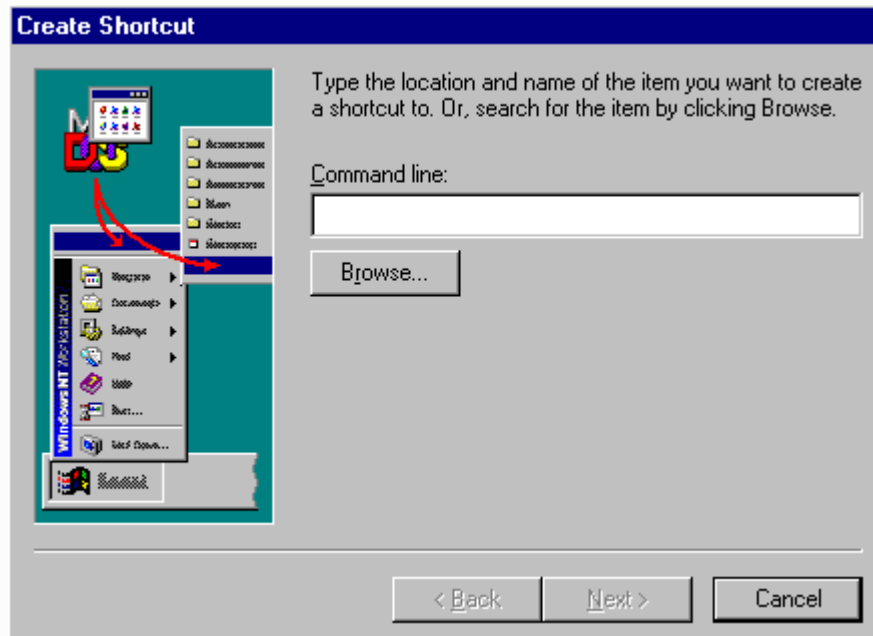 Create Shortcut
Type the location and name of the item you want to create
a shortcut to. Or, search for the item by clicking Browse.
Command line:
Browse...
Windows NT Workstation
< Back
Next >
Cancel